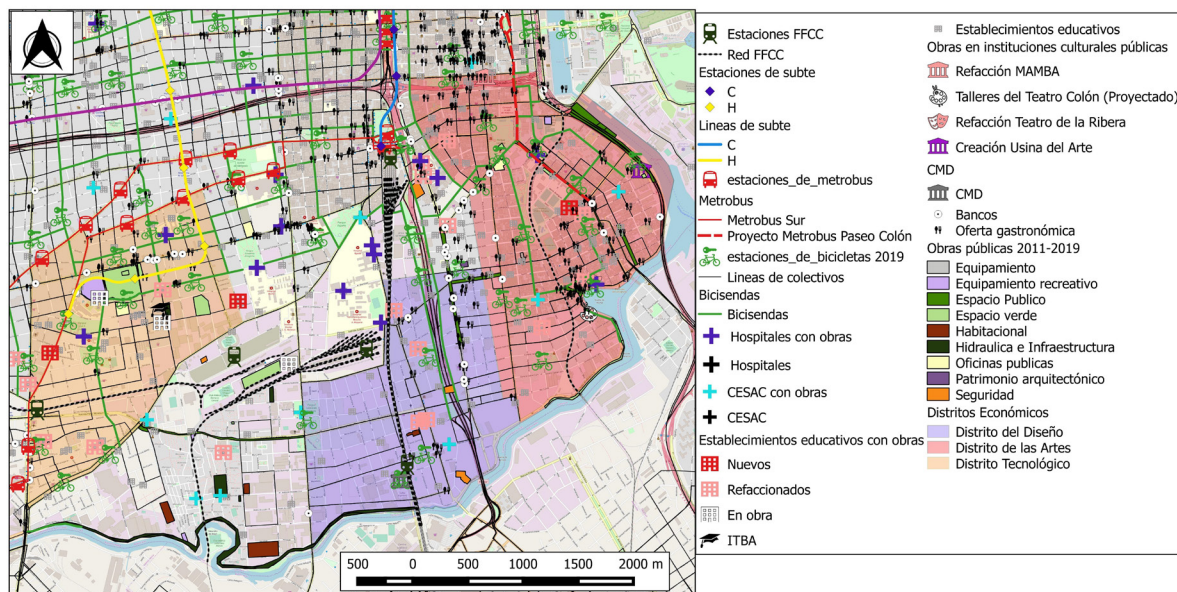 Estaciones FFCC
Red FFCC
Estaciones de subte
C
H
Lineas de subte
C
H
estaciones_de_metrobus
Metrobus
Metrobus Sur
Proyecto Metrobus Paseo Colón
estaciones_de_bicicletas 2019
Lineas de colectivos
Bicisendas
Bicisendas
Hospitales con obras
Hospitales
CESAC con obras
CESAC
Establecimientos educativos con obras
Nuevos
Refaccionados
En obra
ITBA
Establecimientos educativos
Obras en instituciones culturales públicas
Refacción MAMBA
Talleres del Teatro Colón (Proyectado)
Refacción Teatro de la Ribera
Creación Usina del Arte
CMD
CMD
Bancos
Oferta gastronómica
Obras públicas 2011-2019
Equipamiento
Equipamiento recreativo
Espacio Publico
Espacio verde
Habitacional
Hidraulica e Infraestructura
Oficinas publicas
Patrimonio arquitectónico
Seguridad
Distritos Económicos
Distrito del Diseño
Distrito de las Artes
Distrito Tecnológico
500 0 500 1000 1500 2000 m